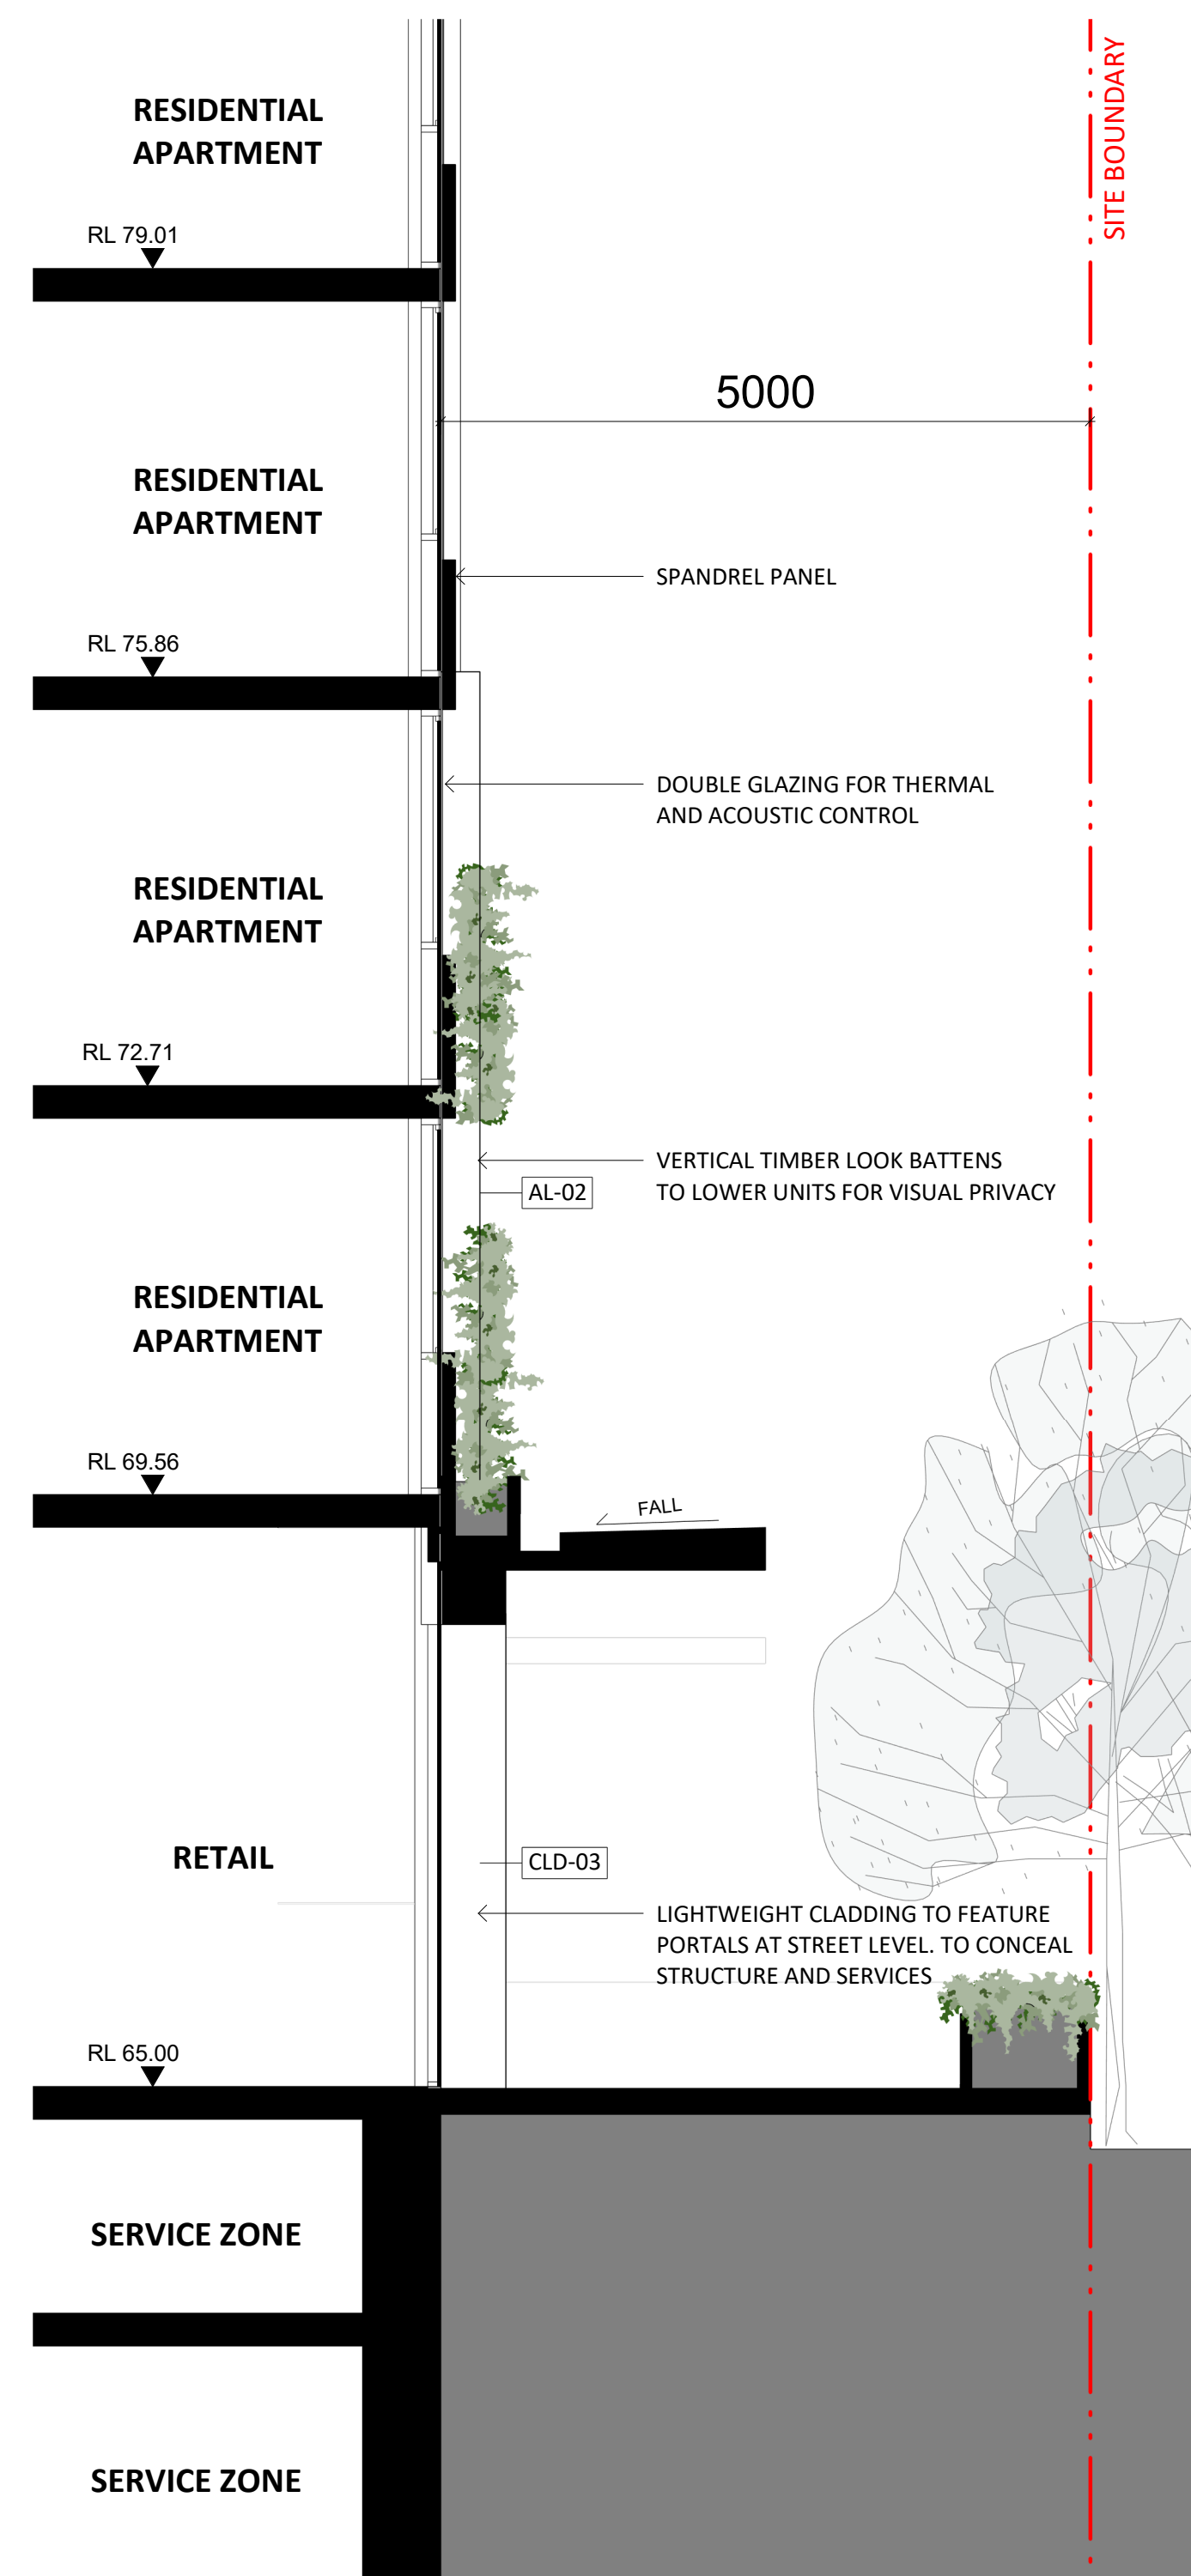 SITE BOUNDARY
RESIDENTIAL
APARTMENT
RL 79.01
5000
RESIDENTIAL
APARTMENT
SPANDREL PANEL
RL 75.86
DOUBLE GLAZING FOR THERMAL
AND ACOUSTIC CONTROL
RESIDENTIAL
APARTMENT
RL 72.71
VERTICAL TIMBER LOOK BATTENS
TO LOWER UNITS FOR VISUAL PRIVACY
AL-02
RESIDENTIAL
APARTMENT
RL 69.56
FALL
RETAIL
CLD-03
LIGHTWEIGHT CLADDING TO FEATURE
PORTALS AT STREET LEVEL. TO CONCEAL
STRUCTURE AND SERVICES
RL 65.00
SERVICE ZONE
SERVICE ZONE